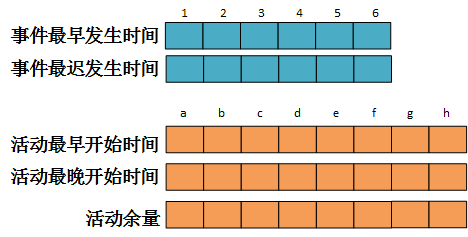 1 2 3 4 5 6
事件最早发生时间
事件最迟发生时间
a b c d e f g h
活动最早开始时间
活动最晚开始时间
活动余量